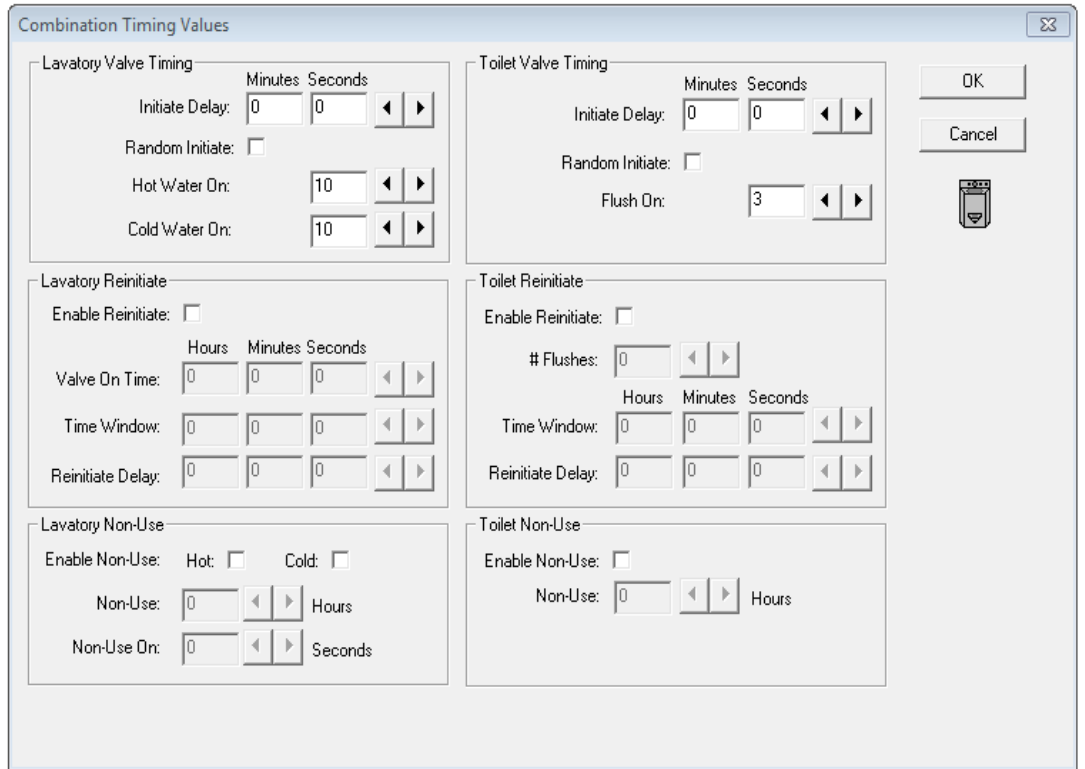 Combination Timing Values
Lavatory Valve Timing
Minutes Seconds
Initiate Delay: 0 0
Random Initiate:
Hot Water On: 10
Cold Water On: 10
Toilet Valve Timing
Minutes Seconds
Initiate Delay: 0 0
Random Initiate:
Flush On: 3
OK
Cancel
Lavatory Reinitiate
Enable Reinitiate:
Hours Minutes Seconds
Valve On Time: 0 0 0
Time Window: 0 0 0
Reinitiate Delay: 0 0 0
Toilet Reinitiate
Enable Reinitiate:
# Flushes: 0
Hours Minutes Seconds
Time Window: 0 0 0
Reinitiate Delay: 0 0 0
Lavatory Non-Use
Enable Non-Use: Hot: Cold:
Non-Use: 0 Hours
Non-Use On: 0 Seconds
Toilet Non-Use
Enable Non-Use:
Non-Use: 0 Hours